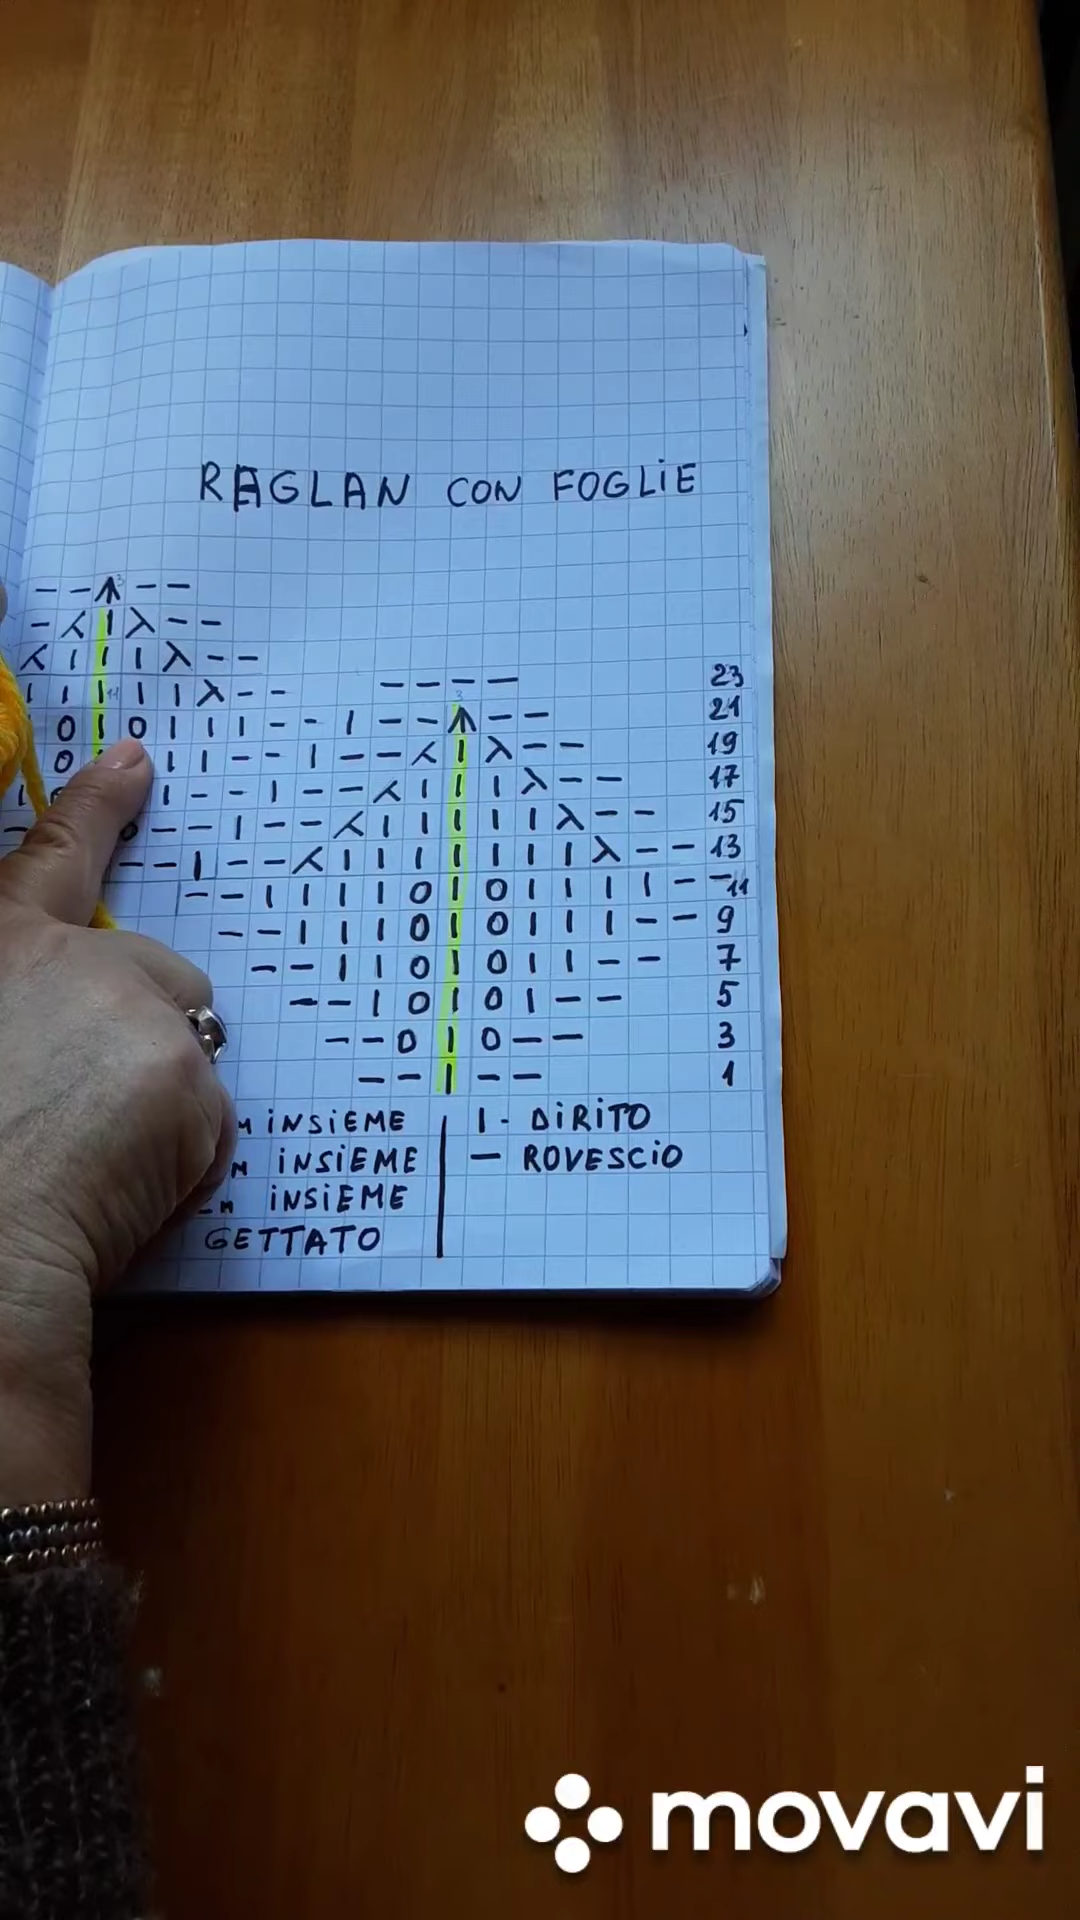 RAGLAN CON FOGLIE
— — ↑ — —
— ⅄ I λ — —
⅄ I I I λ — —
I I I I I λ — — — — — — 23
O I O I I I — — I — — ↑ — — 21
O I I — — I — — ⅄ I λ — — 19
I I — — I — — ⅄ I I I λ — — 17
O — — I — — ⅄ I I I I I λ — — 15
— — I — — ⅄ I I I I I I I λ — — 13
— — I I I I O I O I I I I — — 11
— — I I I O I O I I I — — 9
— — I I O I O I I — — 7
— — I O I O I — — 5
— — O I O — — 3
— — I — — 1
INSIEME
INSIEME
INSIEME
GETTATO
I - DIRITO
— ROVESCIO
movavi